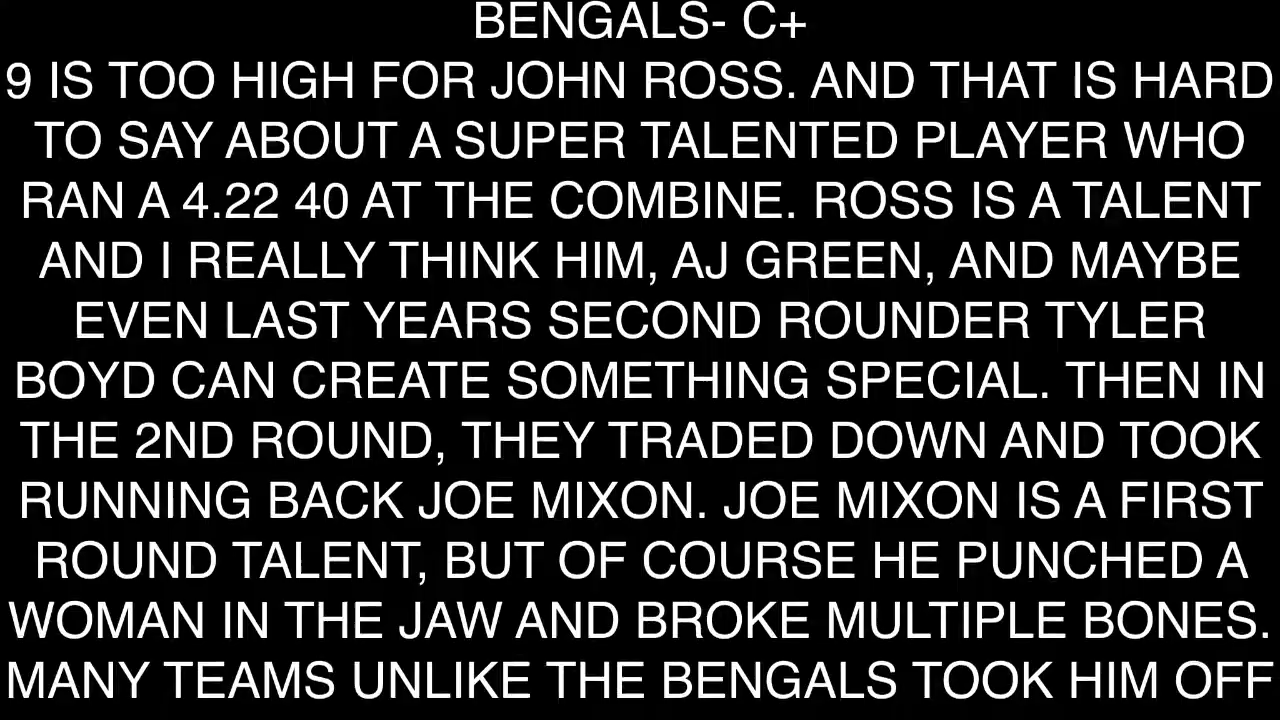 BENGALS- C+
9 IS TOO HIGH FOR JOHN ROSS. AND THAT IS HARD
TO SAY ABOUT A SUPER TALENTED PLAYER WHO
RAN A 4.22 40 AT THE COMBINE. ROSS IS A TALENT
AND I REALLY THINK HIM, AJ GREEN, AND MAYBE
EVEN LAST YEARS SECOND ROUNDER TYLER
BOYD CAN CREATE SOMETHING SPECIAL. THEN IN
THE 2ND ROUND, THEY TRADED DOWN AND TOOK
RUNNING BACK JOE MIXON. JOE MIXON IS A FIRST
ROUND TALENT, BUT OF COURSE HE PUNCHED A
WOMAN IN THE JAW AND BROKE MULTIPLE BONES.
MANY TEAMS UNLIKE THE BENGALS TOOK HIM OFF